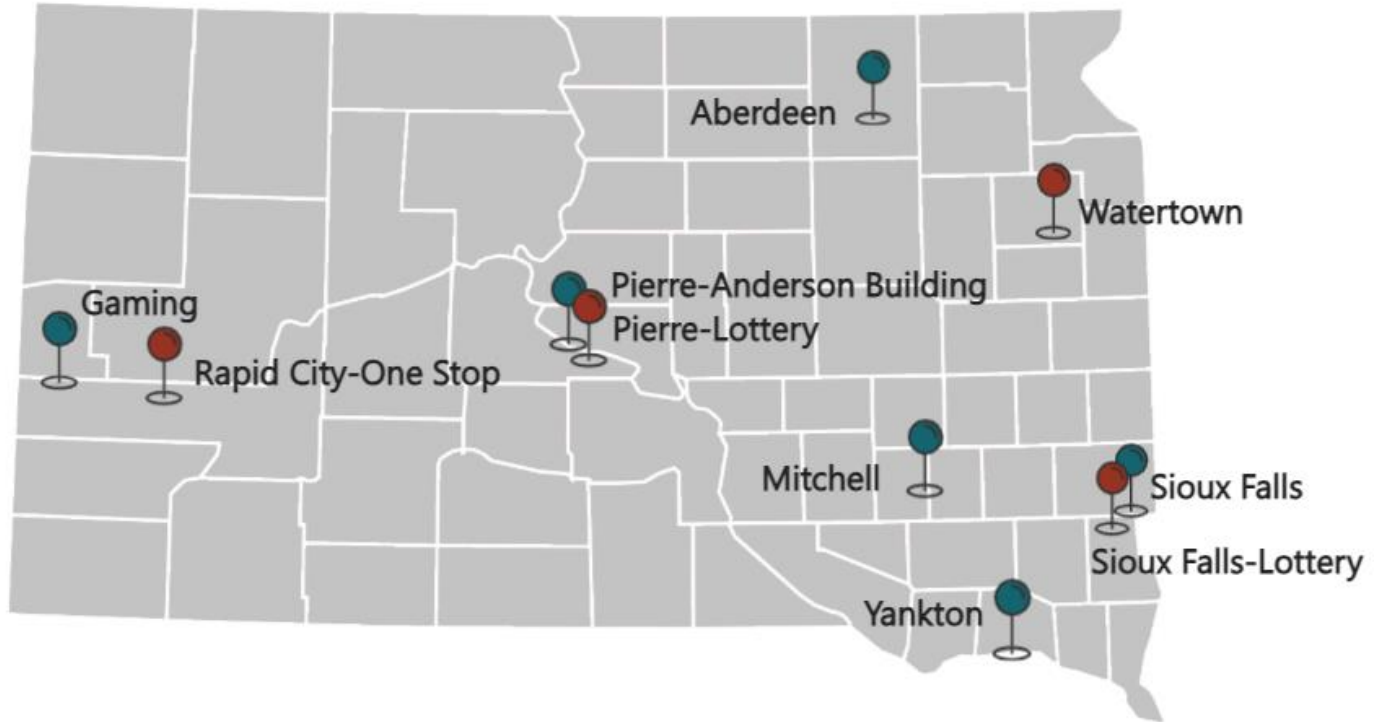 Aberdeen
Watertown
Pierre-Anderson Building
Gaming
Pierre-Lottery
Rapid City-One Stop
Mitchell
Sioux Falls
Sioux Falls-Lottery
Yankton